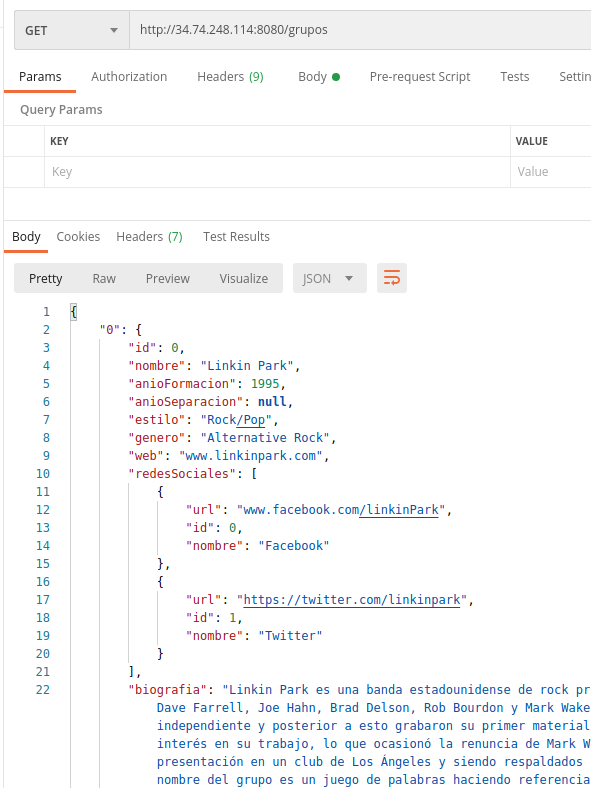 GET http://34.74.248.114:8080/grupos
Params Authorization Headers (9) Body Pre-request Script Tests
Query Params
KEY VALUE
Key Value
Body Cookies Headers (7) Test Results
Pretty Raw Preview Visualize JSON
1 {
2 "0": {
3 "id": 0,
4 "nombre": "Linkin Park",
5 "anioFormacion": 1995,
6 "anioSeparacion": null,
7 "estilo": "Rock/Pop",
8 "genero": "Alternative Rock",
9 "web": "www.linkinpark.com",
10 "redesSociales": [
11 {
12 "url": "www.facebook.com/linkinPark",
13 "id": 0,
14 "nombre": "Facebook"
15 },
16 {
17 "url": "https://twitter.com/linkinpark",
18 "id": 1,
19 "nombre": "Twitter"
20 }
21 ],
22 "biografia": "Linkin Park es una banda estadounidense de rock pr
Dave Farrell, Joe Hahn, Brad Delson, Rob Bourdon y Mark Wake
independiente y posterior a esto grabaron su primer material
interés en su trabajo, lo que ocasionó la renuncia de Mark W
presentación en un club de Los Ángeles y siendo respaldados
nombre del grupo es un juego de palabras haciendo referencia